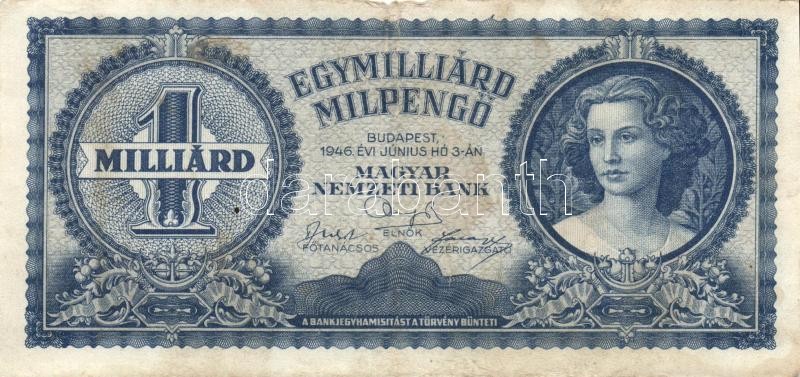 EGYMILLIÁRD
MILPENGŐ
BUDAPEST,
1946. ÉVI JÚNIUS HÓ 3-ÁN
MAGYAR
NEMZETI BANK
1
MILLIÁRD
ELNÖK
FŐTANÁCSOS
VEZÉRIGAZGATÓ
A BANKJEGYHAMISITÁST A TÖRVÉNY BÜNTETI
darabanth